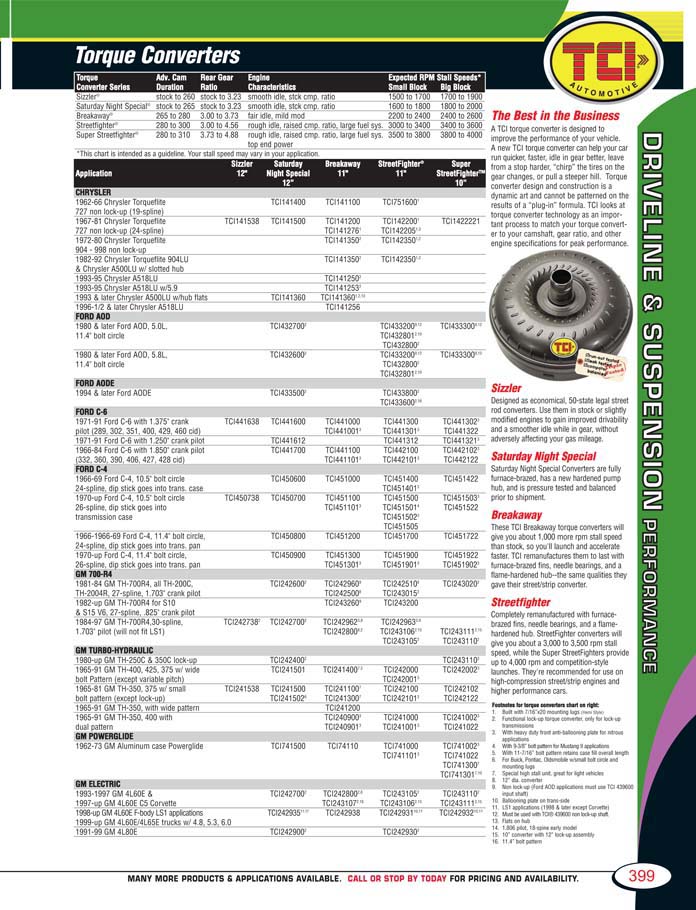 Torque Converters
TCI
AUTOMOTIVE
Torque Adv. Cam Rear Gear Engine Expected RPM Stall Speeds*
Converter Series Duration Ratio Characteristics Small Block Big Block
Sizzler® stock to 260 stock to 3.23 smooth idle, stck cmp. ratio 1500 to 1700 1700 to 1900
Saturday Night Special® stock to 265 stock to 3.23 smooth idle, stck cmp. ratio 1600 to 1800 1800 to 2000
Breakaway® 265 to 280 3.00 to 3.73 fair idle, mild mod 2200 to 2400 2400 to 2600
Streetfighter® 280 to 300 3.00 to 4.56 rough idle, raised cmp. ratio, large fuel sys. 3000 to 3400 3400 to 3600
Super Streetfighter® 280 to 310 3.73 to 4.88 rough idle, raised cmp. ratio, large fuel sys. 3500 to 3800 3800 to 4000
top end power
*This chart is intended as a guideline. Your stall speed may vary in your application.
Sizzler Saturday Breakaway StreetFighter® Super
Application 12" Night Special 11" 11" StreetFighter™
12" 10"
CHRYSLER
1962-66 Chrysler Torqueflite TCI141400 TCI141100 TCI751600¹
727 non lock-up (19-spline)
1967-81 Chrysler Torqueflite TCI141538 TCI141500 TCI141200 TCI142200¹ TCI1422221
727 non lock-up (24-spline) TCI141276¹ TCI142205
1972-80 Chrysler Torqueflite TCI141350¹ TCI142350
904 - 998 non lock-up
1982-92 Chrysler Torqueflite 904LU TCI141350¹ TCI142350
& Chrysler A500LU w/ slotted hub
1993-95 Chrysler A518LU TCI141250
1993-95 Chrysler A518LU w/5.9 TCI141253
1993 & later Chrysler A500LU w/hub flats TCI141360 TCI141360
1996-1/2 & later Chrysler A518LU TCI141256
FORD AOD
1980 & later Ford AOD, 5.0L, TCI432700 TCI433200 TCI433300
11.4" bolt circle TCI432801
TCI432800
1980 & later Ford AOD, 5.8L, TCI432600 TCI433200 TCI433300
11.4" bolt circle TCI432800
TCI432801
FORD AODE
1994 & later Ford AODE TCI433500 TCI433800
TCI433600
FORD C-6
1971-91 Ford C-6 with 1.375" crank TCI441638 TCI441600 TCI441000 TCI441300 TCI441302
pilot (289, 302, 351, 400, 429, 460 cid) TCI441001 TCI441301 TCI441322
1971-91 Ford C-6 with 1.250" crank pilot TCI441612 TCI441312 TCI441321
1966-84 Ford C-6 with 1.850" crank pilot TCI441700 TCI441100 TCI442100 TCI442102
(332, 360, 390, 406, 427, 428 cid) TCI441101 TCI442101 TCI442122
FORD C-4
1966-69 Ford C-4, 10.5" bolt circle TCI450600 TCI451000 TCI451400 TCI451422
24-spline, dip stick goes into trans. case TCI451401
1970-up Ford C-4, 10.5" bolt circle, TCI450738 TCI450700 TCI451100 TCI451500 TCI451503
26-spline, dip stick goes into TCI451101 TCI451501 TCI451522
transmission case TCI451502
TCI451505
1966-1966-69 Ford C-4, 11.4" bolt circle, TCI450800 TCI451200 TCI451700 TCI451722
24-spline, dip stick goes into trans. pan
1970-up Ford C-4, 11.4" bolt circle, TCI450900 TCI451300 TCI451900 TCI451922
26-spline, dip stick goes into trans. pan TCI451301 TCI451901 TCI451902
GM 700-R4
1981-84 GM TH-700R4, all TH-200C, TCI242600 TCI242960 TCI242510 TCI243020
TH-2004R, 27-spline, 1.703" crank pilot TCI242500 TCI243015
1982-up GM TH-700R4 for S10 TCI243260 TCI243200
& S15 V6, 27-spline, .825" crank pilot
1984-97 GM TH-700R4,30-spline, TCI242738 TCI242700 TCI242962 TCI242963
1.703" pilot (will not fit LS1) TCI242800 TCI243106 TCI243111
TCI243105 TCI243110
GM TURBO-HYDRAULIC
1980-up GM TH-250C & 350C lock-up TCI242400 TCI243110
1965-91 GM TH-400, 425, 375 w/ wide TCI241501 TCI241400 TCI242000 TCI242002
bolt Pattern (except variable pitch) TCI242001 TCI242022
1965-81 GM TH-350, 375 w/ small TCI241538 TCI241500 TCI241100 TCI242100 TCI242102
bolt pattern (except lock-up) TCI241502 TCI241300 TCI242101 TCI242122
1965-91 GM TH-350, with wide pattern TCI241200
1965-91 GM TH-350, 400 with TCI240900 TCI241000 TCI241002
dual pattern TCI240901 TCI241001 TCI241022
GM POWERGLIDE
1962-73 GM Aluminum case Powerglide TCI741500 TCI74110 TCI741000 TCI741002
TCI741101 TCI741022
TCI741300
TCI741301
GM ELECTRIC
1993-1997 GM 4L60E & TCI242700 TCI242800 TCI243105 TCI243110
1997-up GM 4L60E C5 Corvette TCI243107 TCI243106 TCI243111
1998-up GM 4L60E F-body LS1 applications TCI242935 TCI242938 TCI242931 TCI242932
1999-up GM 4L60E/4L65E trucks w/ 4.8, 5.3, 6.0
1991-99 GM 4L80E TCI242900 TCI242930
The Best in the Business
A TCI torque converter is designed to
improve the performance of your vehicle.
A new TCI torque converter can help your car
run quicker, faster, idle in gear better, leave
from a stop harder, "chirp" the tires on the
gear changes, or pull a steeper hill. Torque
converter design and construction is a
dynamic art and cannot be patterned on the
results of a "plug-in" formula. TCI looks at
torque converter technology as an impor-
tant process to match your torque convert-
er to your camshaft, gear ratio, and other
engine specifications for peak performance.
TCI
Sizzler
Designed as economical, 50-state legal street
rod converters. Use them in stock or slightly
modified engines to gain improved drivability
and a smoother idle while in gear, without
adversely affecting your gas mileage.
Saturday Night Special
Saturday Night Special Converters are fully
furnace-brazed, has a new hardened pump
hub, and is pressure tested and balanced
prior to shipment.
Breakaway
These TCI Breakaway torque converters will
give you about 1,000 more rpm stall speed
than stock, so you'll launch and accelerate
faster. TCI remanufactures them to last with
furnace-brazed fins, needle bearings, and a
flame-hardened hub--the same qualities they
gave their street/strip converter.
Streetfighter
Completely remanufactured with furnace-
brazed fins, needle bearings, and a flame-
hardened hub. StreetFighter converters will
give you about a 3,000 to 3,500 rpm stall
speed, while the Super StreetFighters provide
up to 4,000 rpm and competition-style
launches. They're recommended for use on
high-compression street/strip engines and
higher performance cars.
Footnotes for torque converters chart on right:
1. Built with 7/16"x20 mounting lugs
2. Functional lock-up torque converter, only for lock-up
transmissions
3. With heavy duty front anti-ballooning plate for nitrous
applications
4. With 9-3/8" bolt pattern for Mustang II applications
5. With 11-7/16" bolt pattern retains case fill overall length
6. For Buick, Pontiac, Oldsmobile w/small bolt circle and
mounting lugs
7. Special high stall unit, great for light vehicles
8. 12" dia. converter
9. Non lock-up (Ford AOD applications must use TCI 439600
input shaft)
10. Ballooning plate on trans-side
11. LS1 applications (1998 & later except Corvette)
12. Must be used with TCI® 439600 non lock-up shaft.
13. Flats on hub
14. 1.806 pilot, 18-spine early model
15. 10" converter with 12" lock-up assembly
16. 11.4" bolt pattern
DRIVELINE & SUSPENSION PERFORMANCE
MANY MORE PRODUCTS & APPLICATIONS AVAILABLE. CALL OR STOP BY TODAY FOR PRICING AND AVAILABILITY.
399